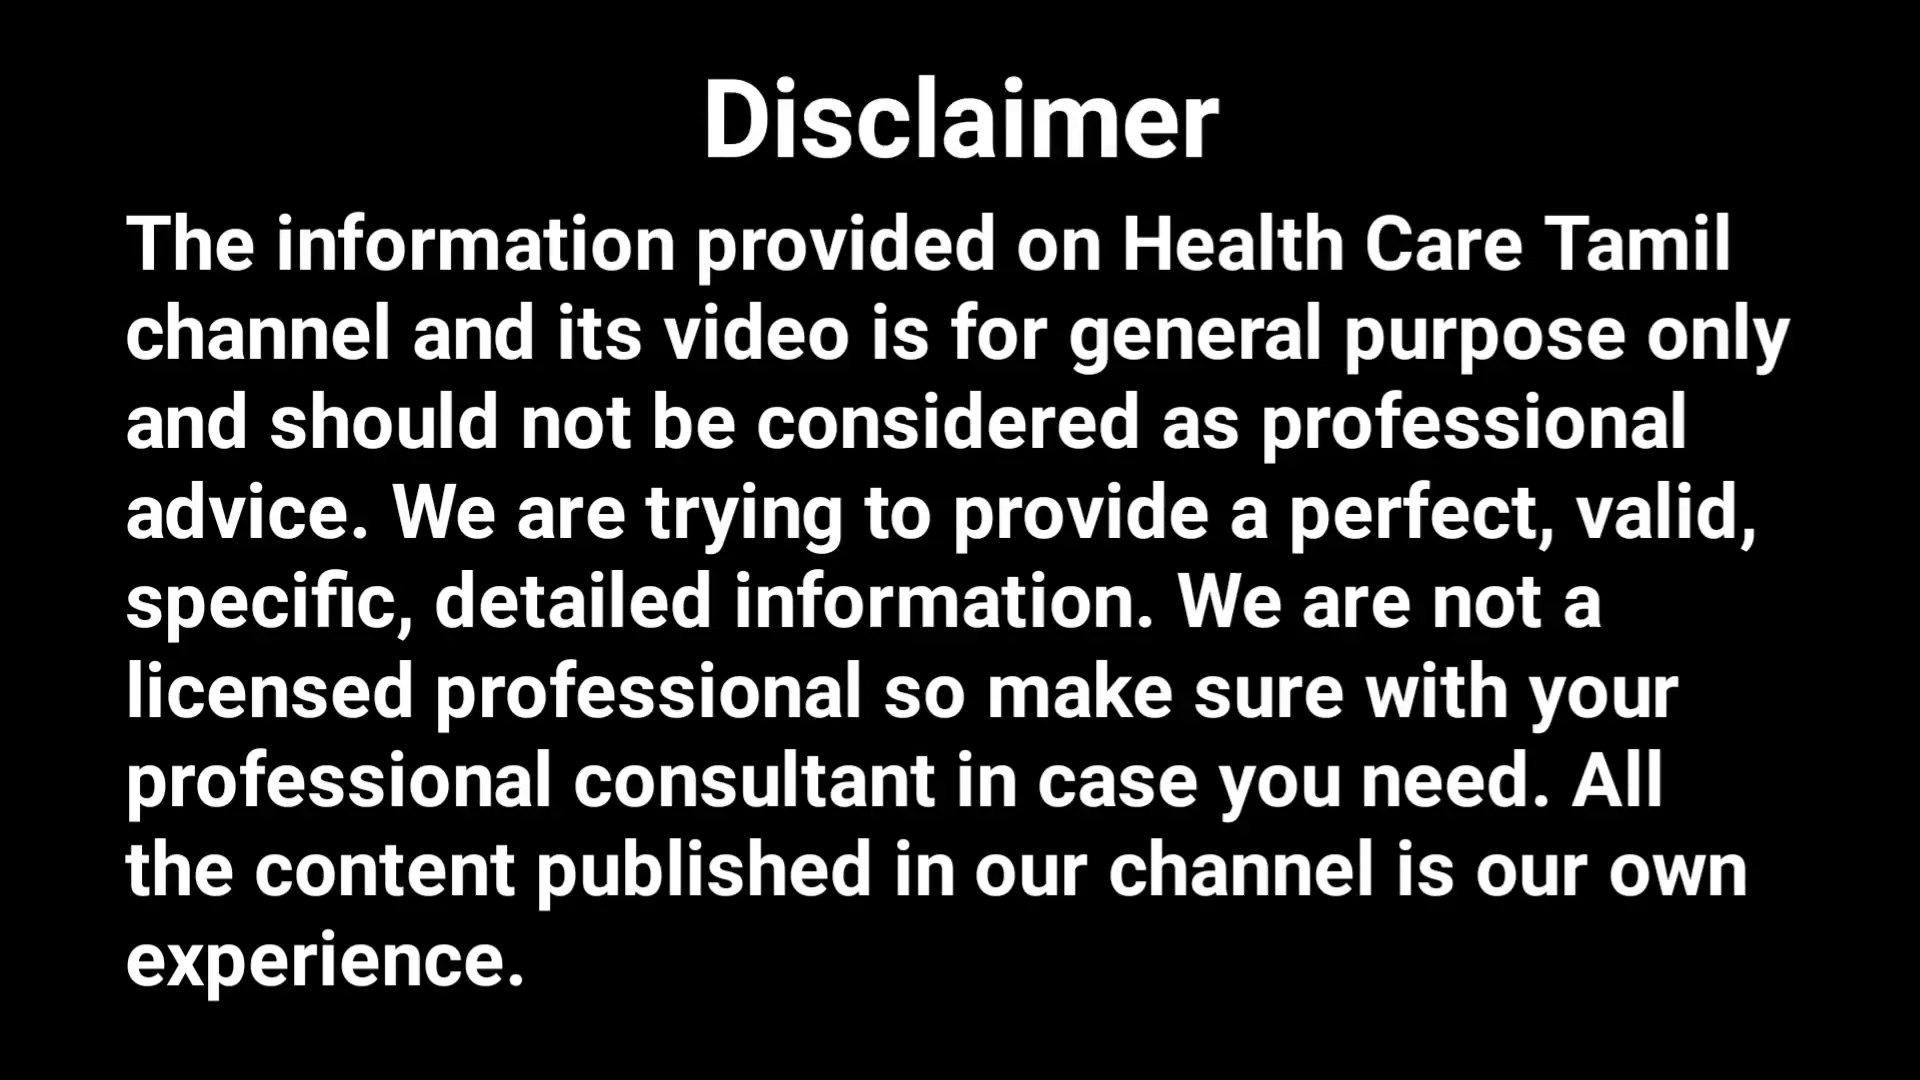 Disclaimer
The information provided on Health Care Tamil
channel and its video is for general purpose only
and should not be considered as professional
advice. We are trying to provide a perfect, valid,
specific, detailed information. We are not a
licensed professional so make sure with your
professional consultant in case you need. All
the content published in our channel is our own
experience.